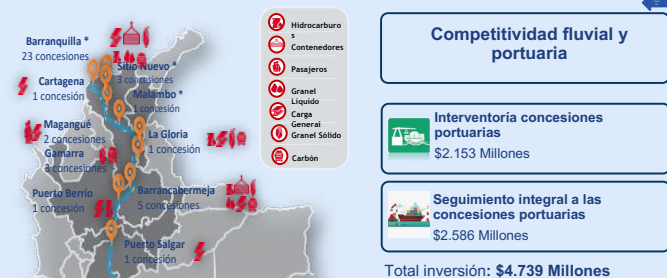 Barranquilla *
23 concesiones
Sitio Nuevo *
3 concesiones
Cartagena
1 concesión
Malambo *
1 concesión
Magangué
2 concesiones
La Gloria
1 concesión
Gamarra
3 concesiones
Puerto Berrío
1 concesión
Barrancabermeja
5 concesiones
Puerto Salgar
1 concesión
Hidrocarburo
s
Contenedores
Pasajeros
Granel
Líquido
Carga
General
Granel Sólido
Carbón
Competitividad fluvial y
portuaria
Interventoría concesiones
portuarias
$2.153 Millones
Seguimiento integral a las
concesiones portuarias
$2.586 Millones
Total inversión: $4.739 Millones